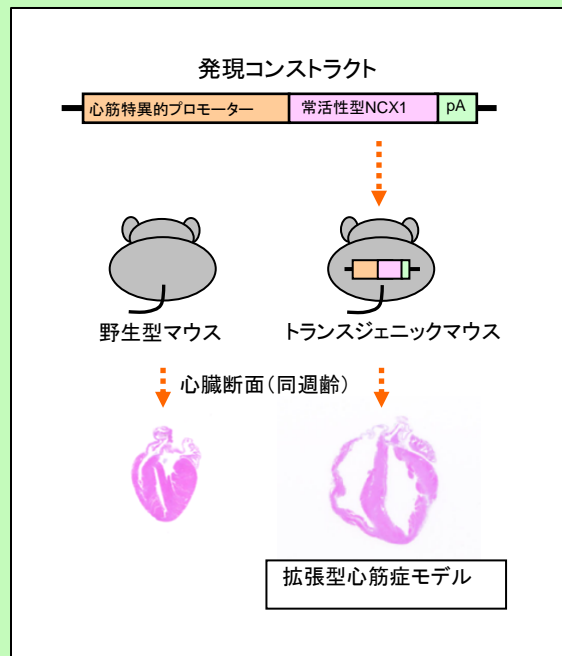 発現コンストラクト
心筋特異的プロモーター 常活性型NCX1 pA
野生型マウス トランスジェニックマウス
心臓断面(同週齢)
拡張型心筋症モデル